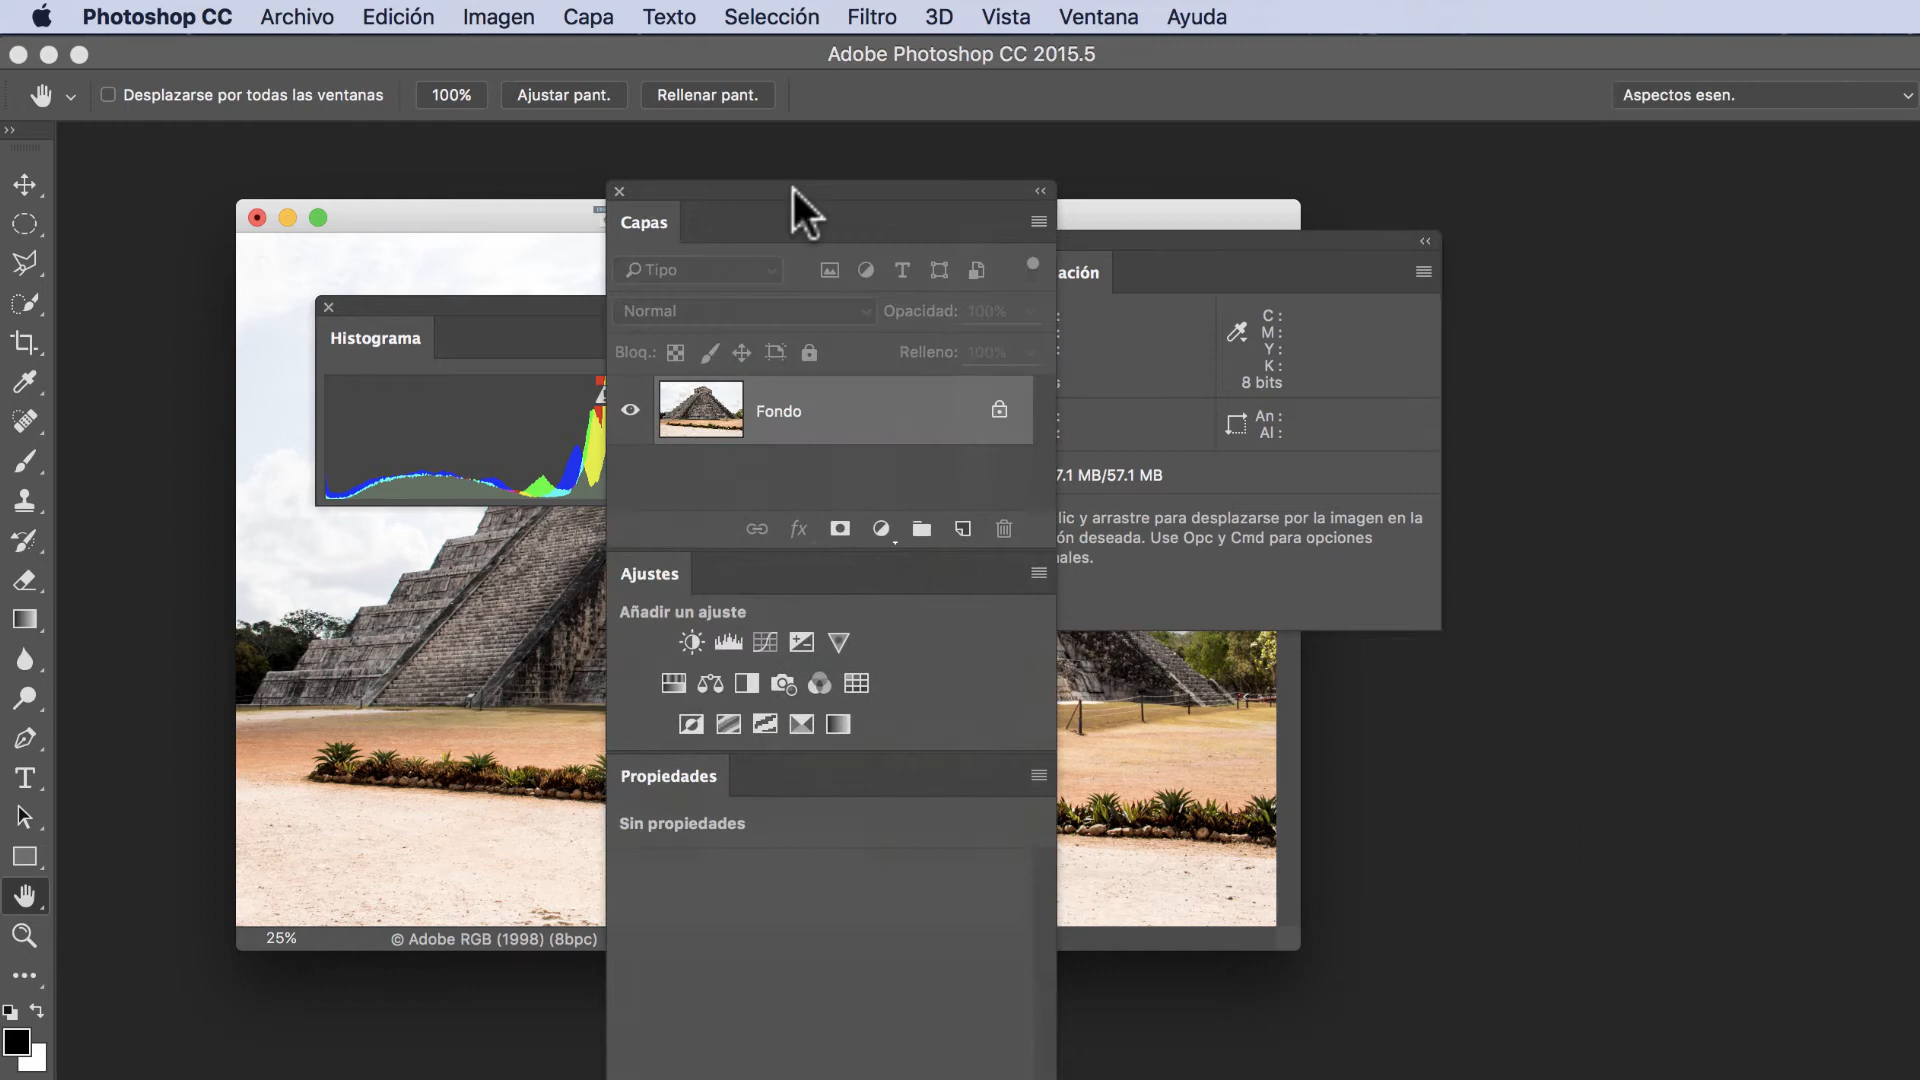 Photoshop CC Archivo Edición Imagen Capa Texto Selección Filtro 3D Vista Ventana Ayuda
Adobe Photoshop CC 2015.5
Desplazarse por todas las ventanas 100% Ajustar pant. Rellenar pant. Aspectos esen.
Capas
Tipo
Normal Opacidad: 100%
Bloq.: Relleno: 100%
Fondo
fx
Ajustes
Añadir un ajuste
Propiedades
Sin propiedades
Histograma
ación
C :
M :
Y :
K :
8 bits
An :
Al :
7.1 MB/57.1 MB
lic y arrastre para desplazarse por la imagen en la
ón deseada. Use Opc y Cmd para opciones
ales.
25% © Adobe RGB (1998) (8bpc)